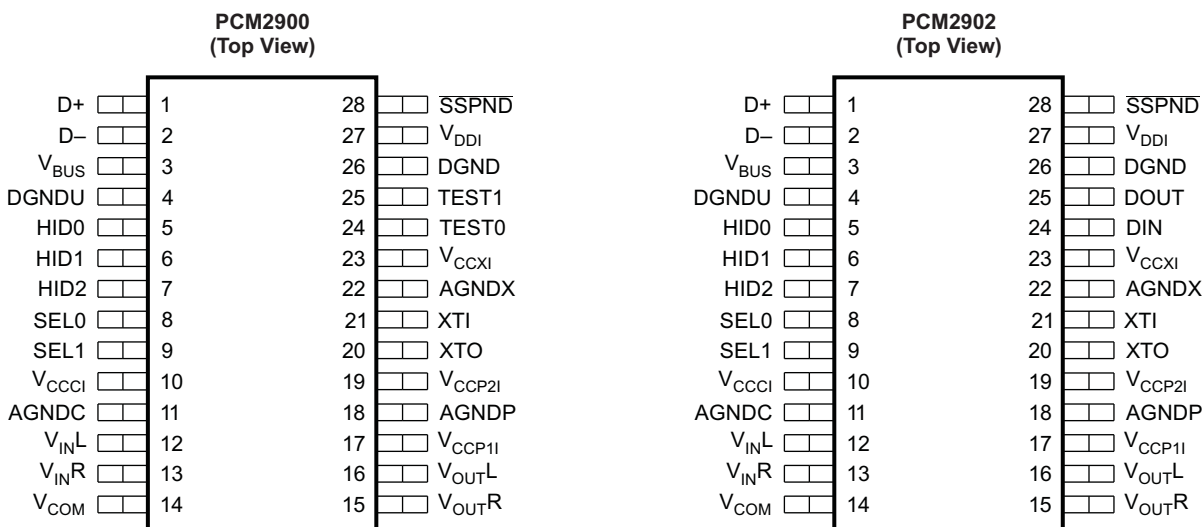 PCM2900
(Top View)
D+ 1 28 SSPND
D– 2 27 VDDI
VBUS 3 26 DGND
DGNDU 4 25 TEST1
HID0 5 24 TEST0
HID1 6 23 VCCXI
HID2 7 22 AGNDX
SEL0 8 21 XTI
SEL1 9 20 XTO
VCCCI 10 19 VCCP2I
AGNDC 11 18 AGNDP
VINL 12 17 VCCP1I
VINR 13 16 VOUTL
VCOM 14 15 VOUTR
PCM2902
(Top View)
D+ 1 28 SSPND
D– 2 27 VDDI
VBUS 3 26 DGND
DGNDU 4 25 DOUT
HID0 5 24 DIN
HID1 6 23 VCCXI
HID2 7 22 AGNDX
SEL0 8 21 XTI
SEL1 9 20 XTO
VCCCI 10 19 VCCP2I
AGNDC 11 18 AGNDP
VINL 12 17 VCCP1I
VINR 13 16 VOUTL
VCOM 14 15 VOUTR